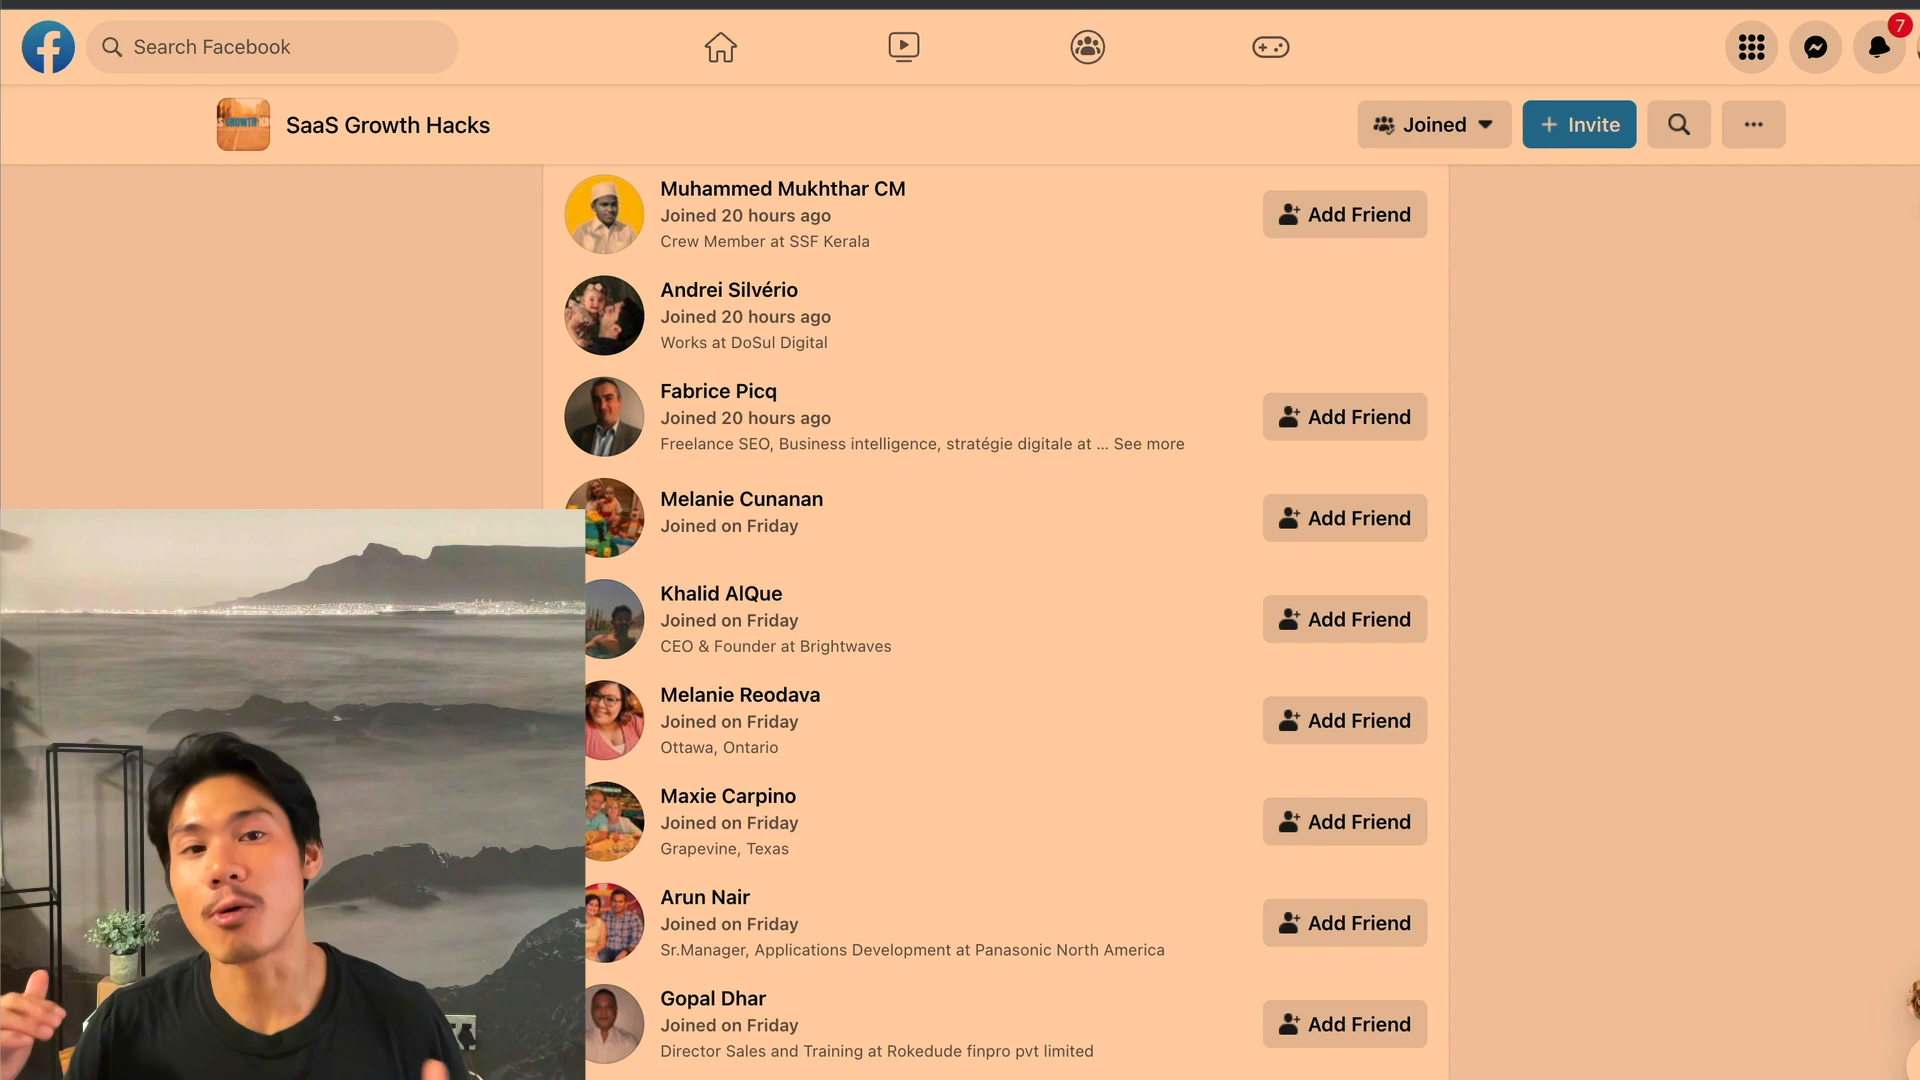 Search Facebook
7
GROWTH
SaaS Growth Hacks
Joined
+ Invite
Muhammed Mukhthar CM
Joined 20 hours ago
Crew Member at SSF Kerala
Add Friend
Andrei Silvério
Joined 20 hours ago
Works at DoSul Digital
Fabrice Picq
Joined 20 hours ago
Freelance SEO, Business intelligence, stratégie digitale at ... See more
Add Friend
Melanie Cunanan
Joined on Friday
Add Friend
Khalid AlQue
Joined on Friday
CEO & Founder at Brightwaves
Add Friend
Melanie Reodava
Joined on Friday
Ottawa, Ontario
Add Friend
Maxie Carpino
Joined on Friday
Grapevine, Texas
Add Friend
Arun Nair
Joined on Friday
Sr.Manager, Applications Development at Panasonic North America
Add Friend
Gopal Dhar
Joined on Friday
Director Sales and Training at Rokedude finpro pvt limited
Add Friend